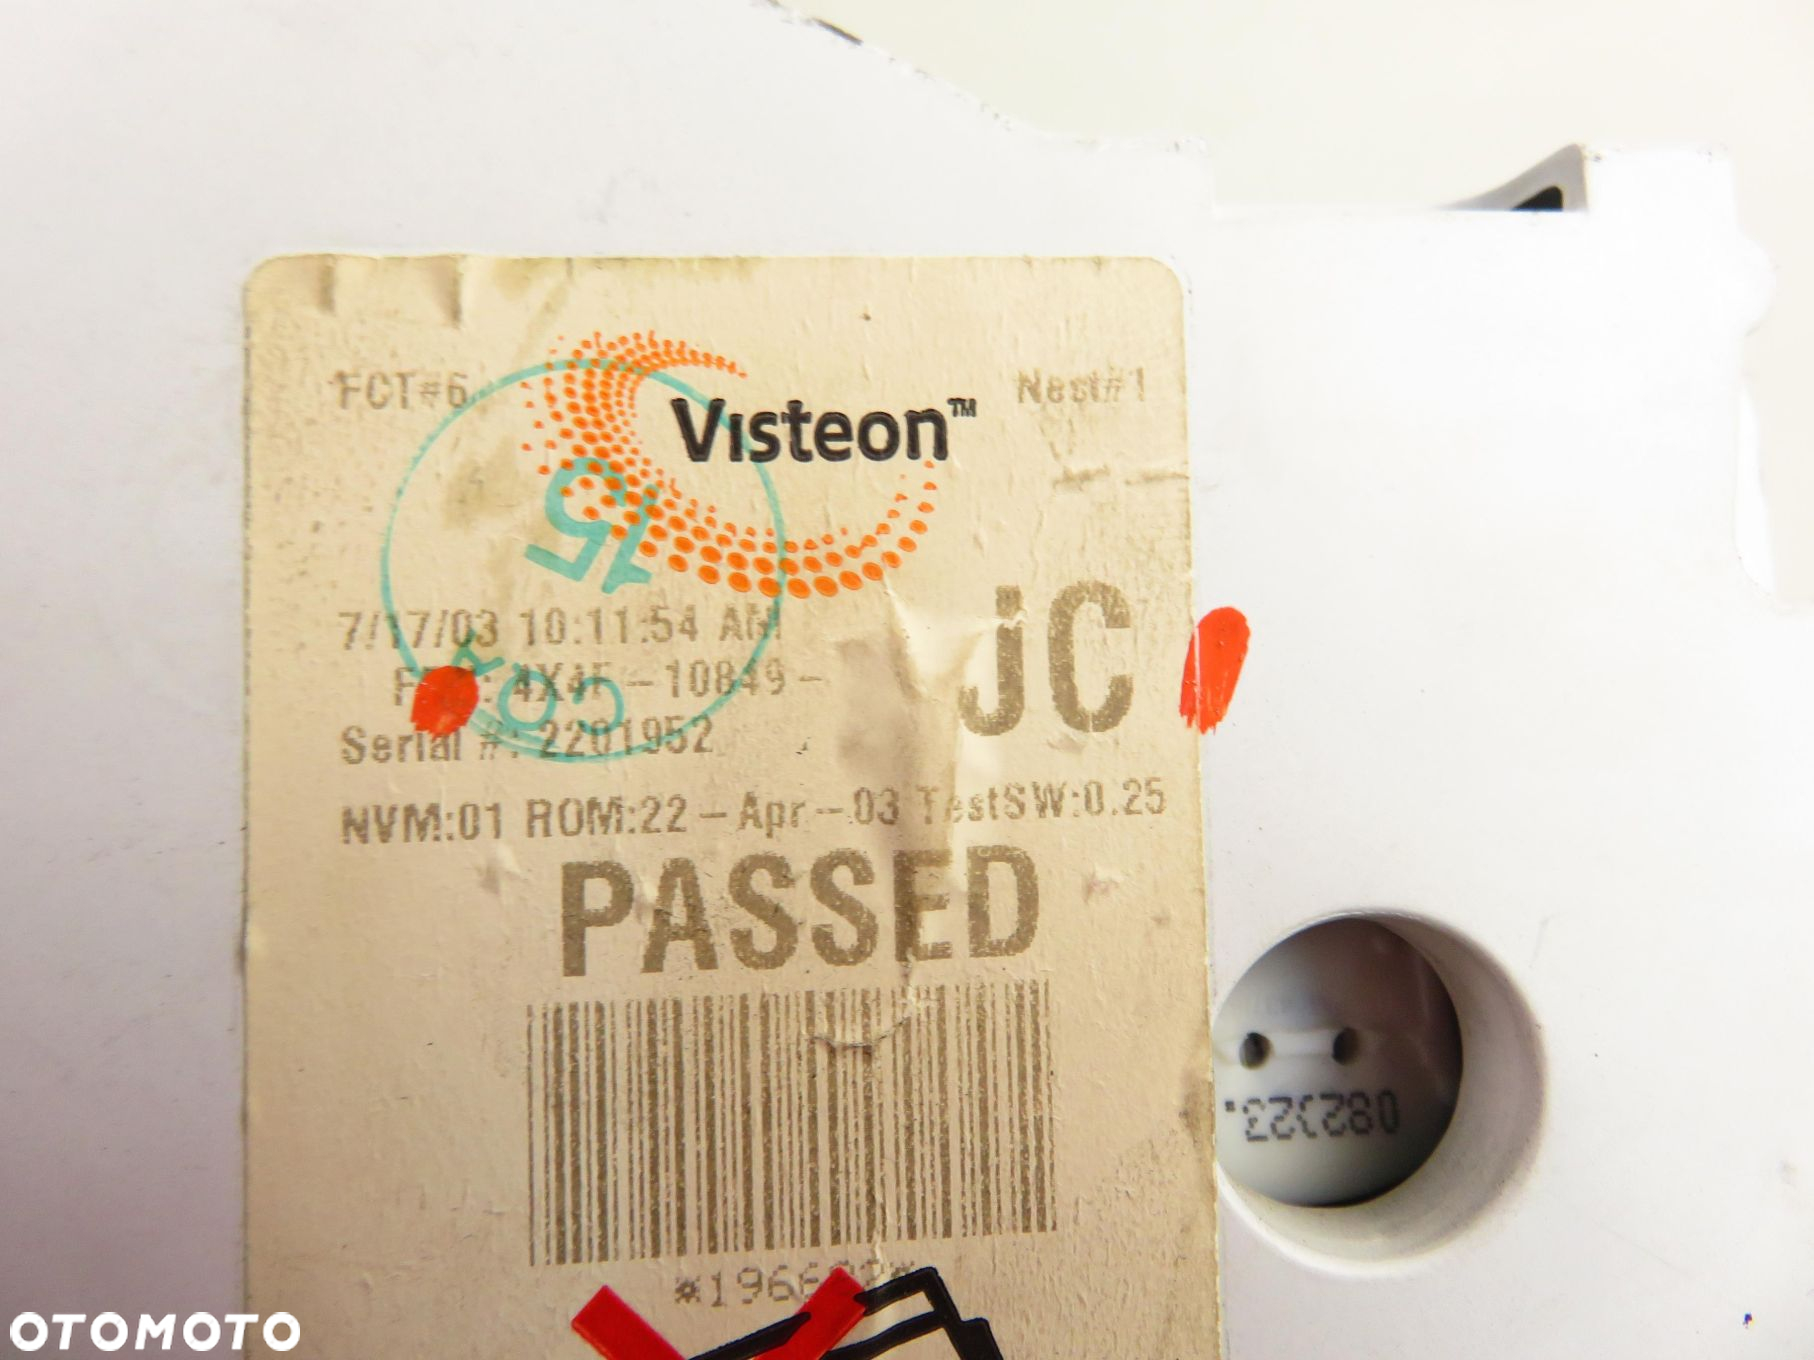 FCT#6 Visteon™ Nest#1
15
7/17/03 10:11:54 AM
4X4F-10849- JC
Serial #: 2201952
NVM:01 ROM:22-Apr-03 TestSW:0.25
PASSED
OTOMOTO